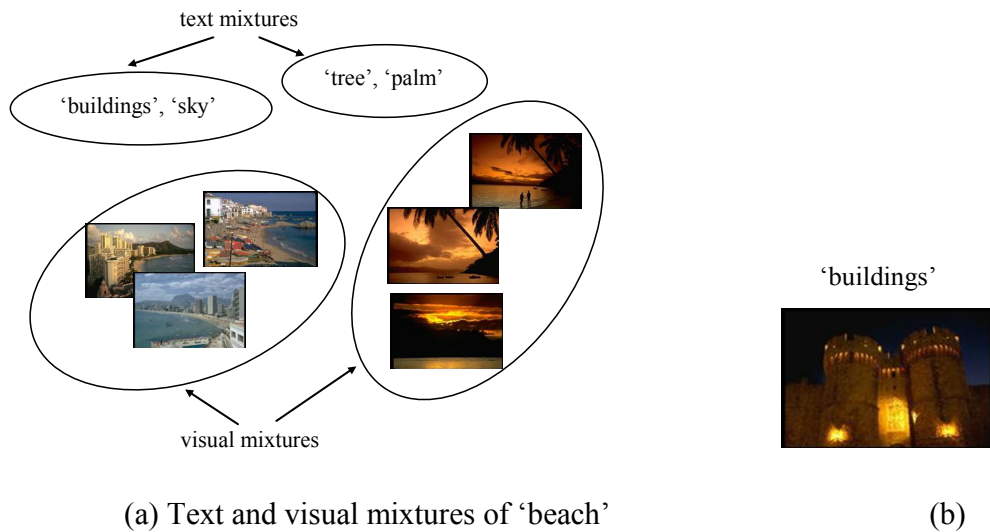 text mixtures
‘buildings’, ‘sky’
‘tree’, ‘palm’
visual mixtures
(a) Text and visual mixtures of ‘beach’
‘buildings’
(b)